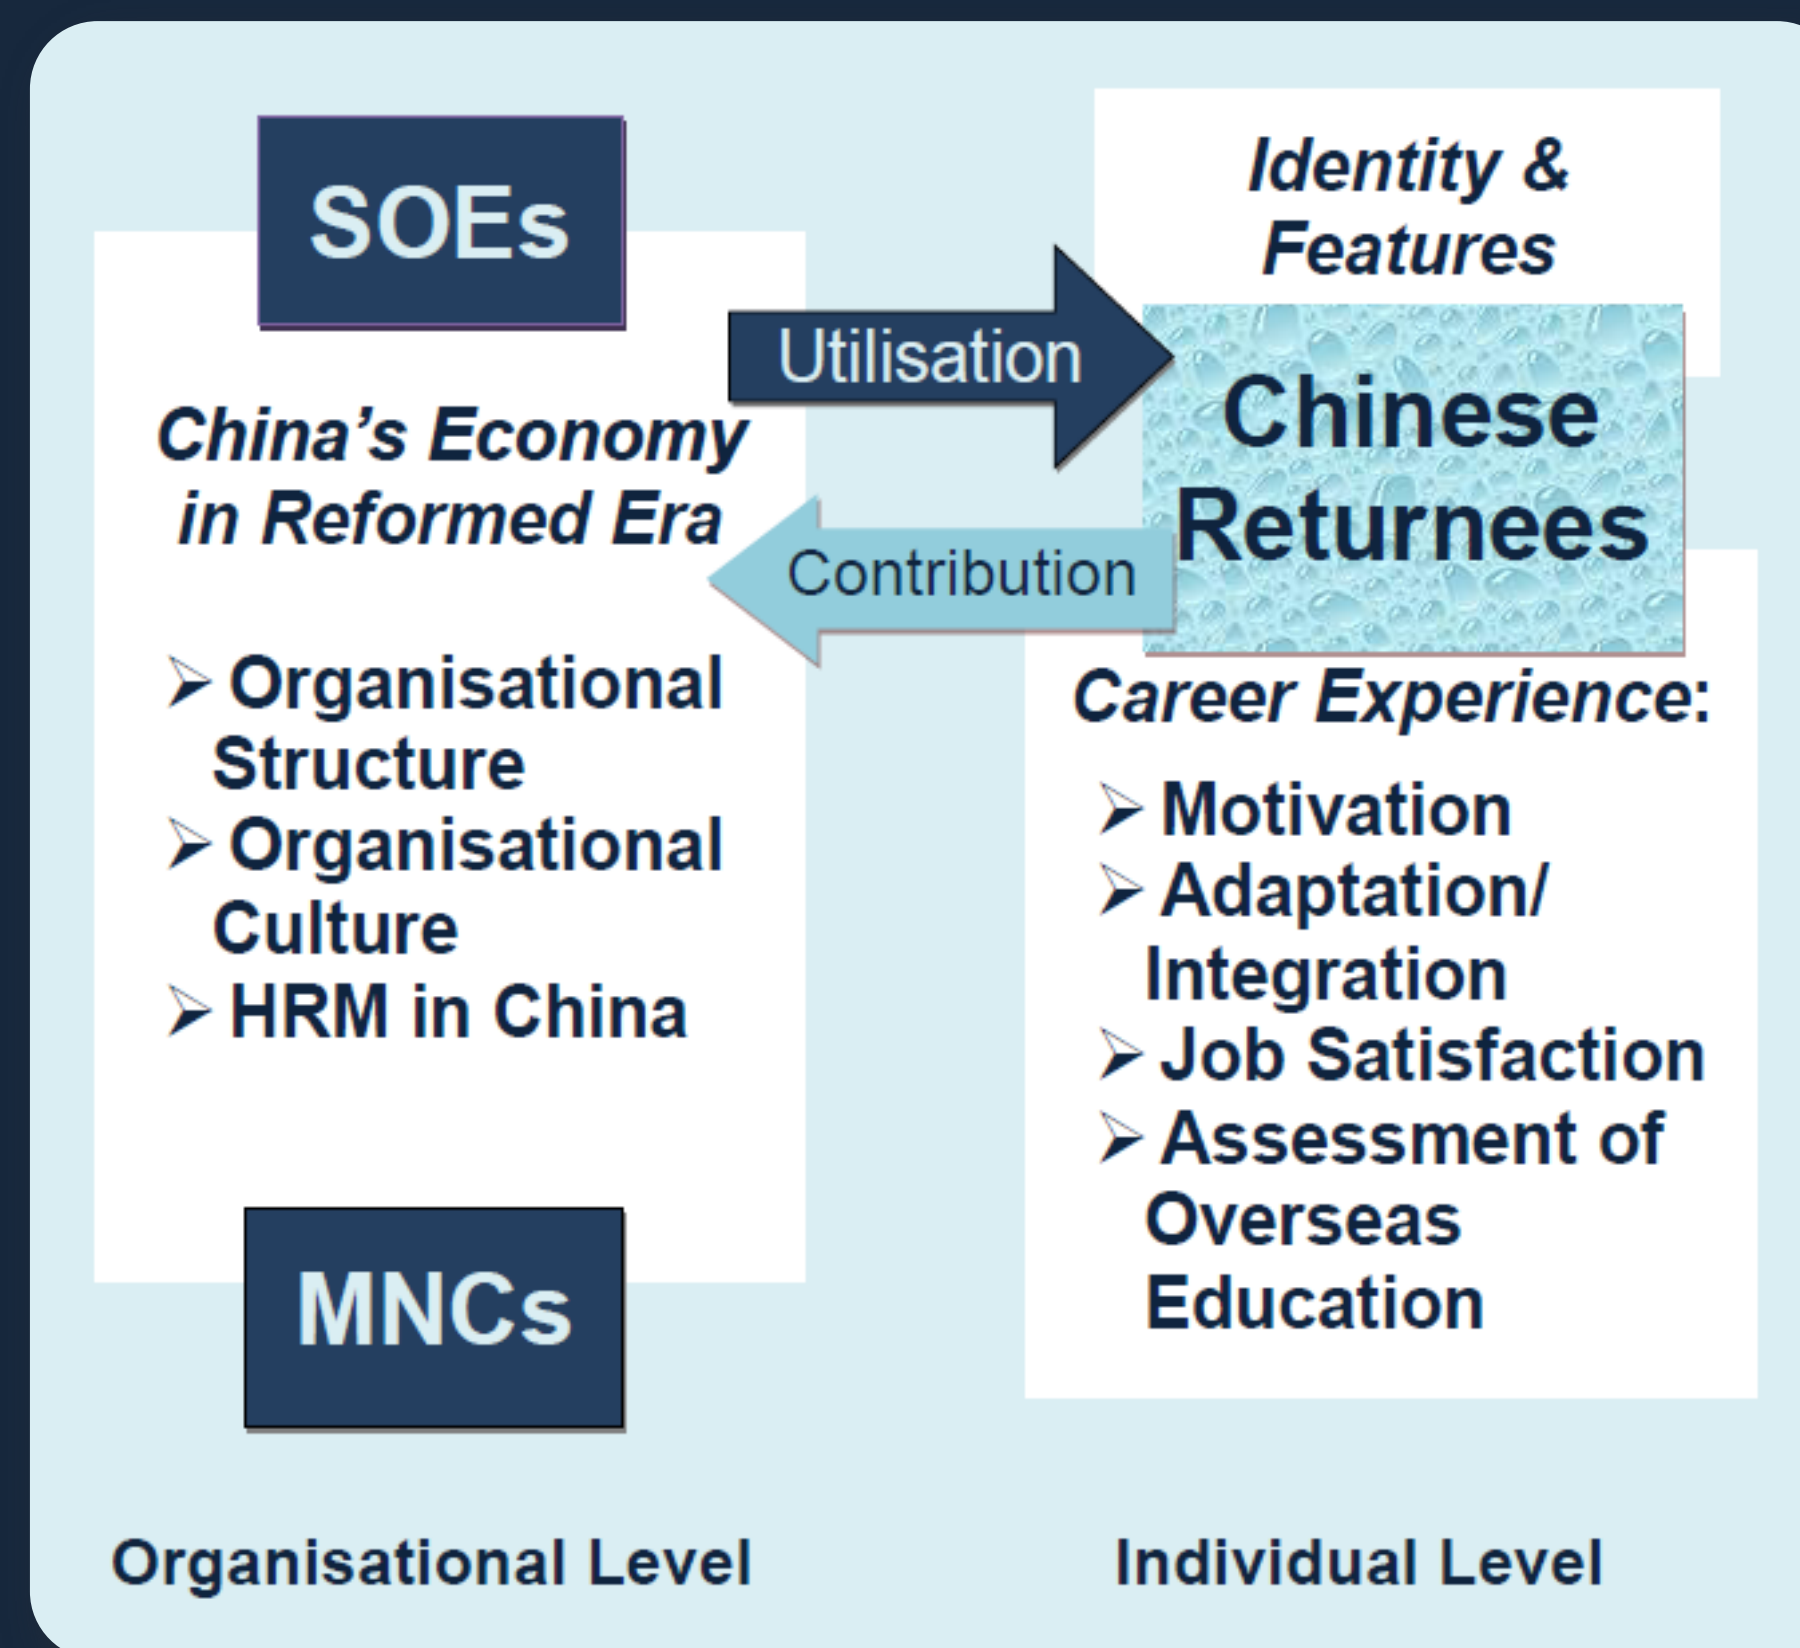 SOEs
China's Economy
in Reformed Era
➢ Organisational
Structure
➢ Organisational
Culture
➢ HRM in China
MNCs
Organisational Level
Utilisation
Contribution
Identity &
Features
Chinese
Returnees
Career Experience:
➢ Motivation
➢ Adaptation/
Integration
➢ Job Satisfaction
➢ Assessment of
Overseas
Education
Individual Level